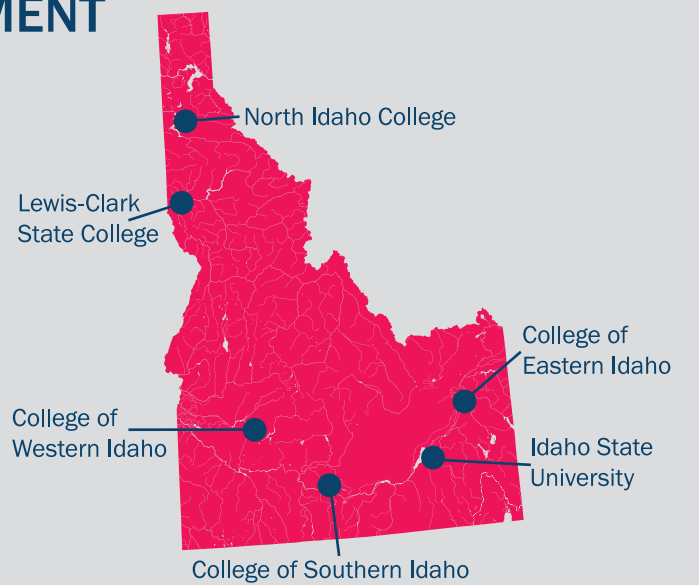 MENT
North Idaho College
Lewis-Clark
State College
College of
Eastern Idaho
College of
Western Idaho
Idaho State
University
College of Southern Idaho